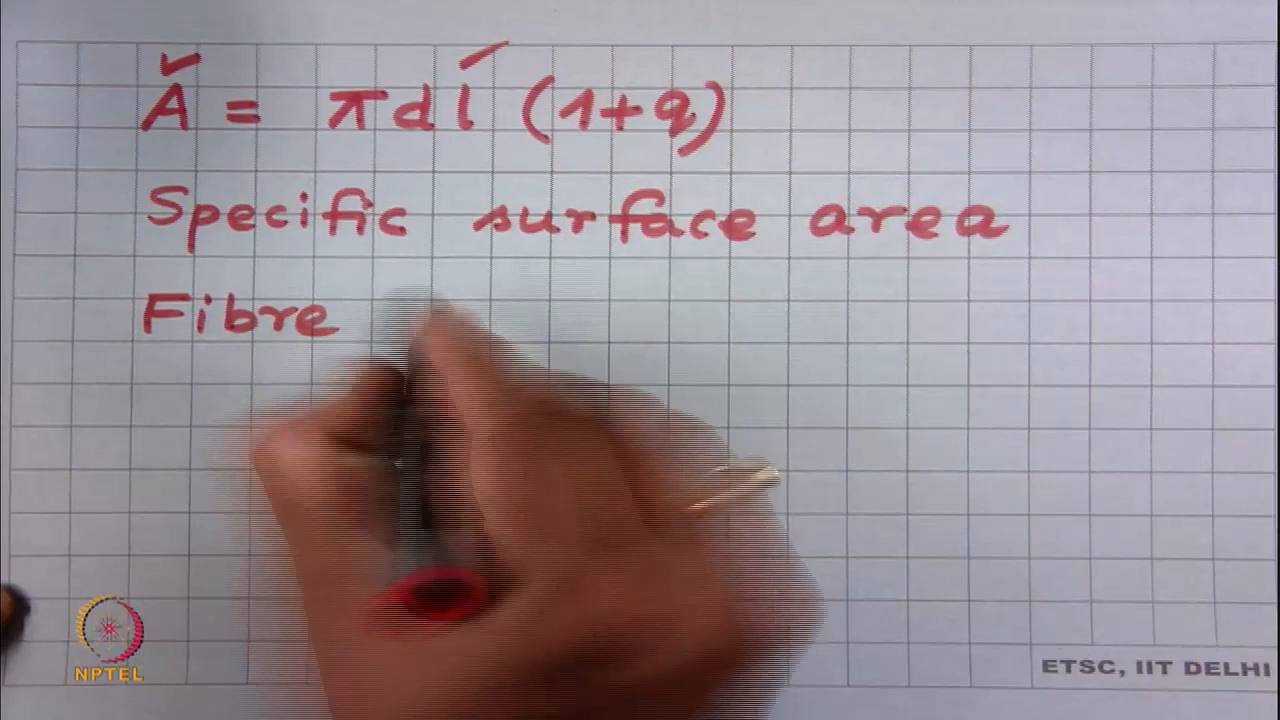 Ǎ = πdl (1+q)
Specific surface area
Fibre
NPTEL
ETSC, IIT DELHI